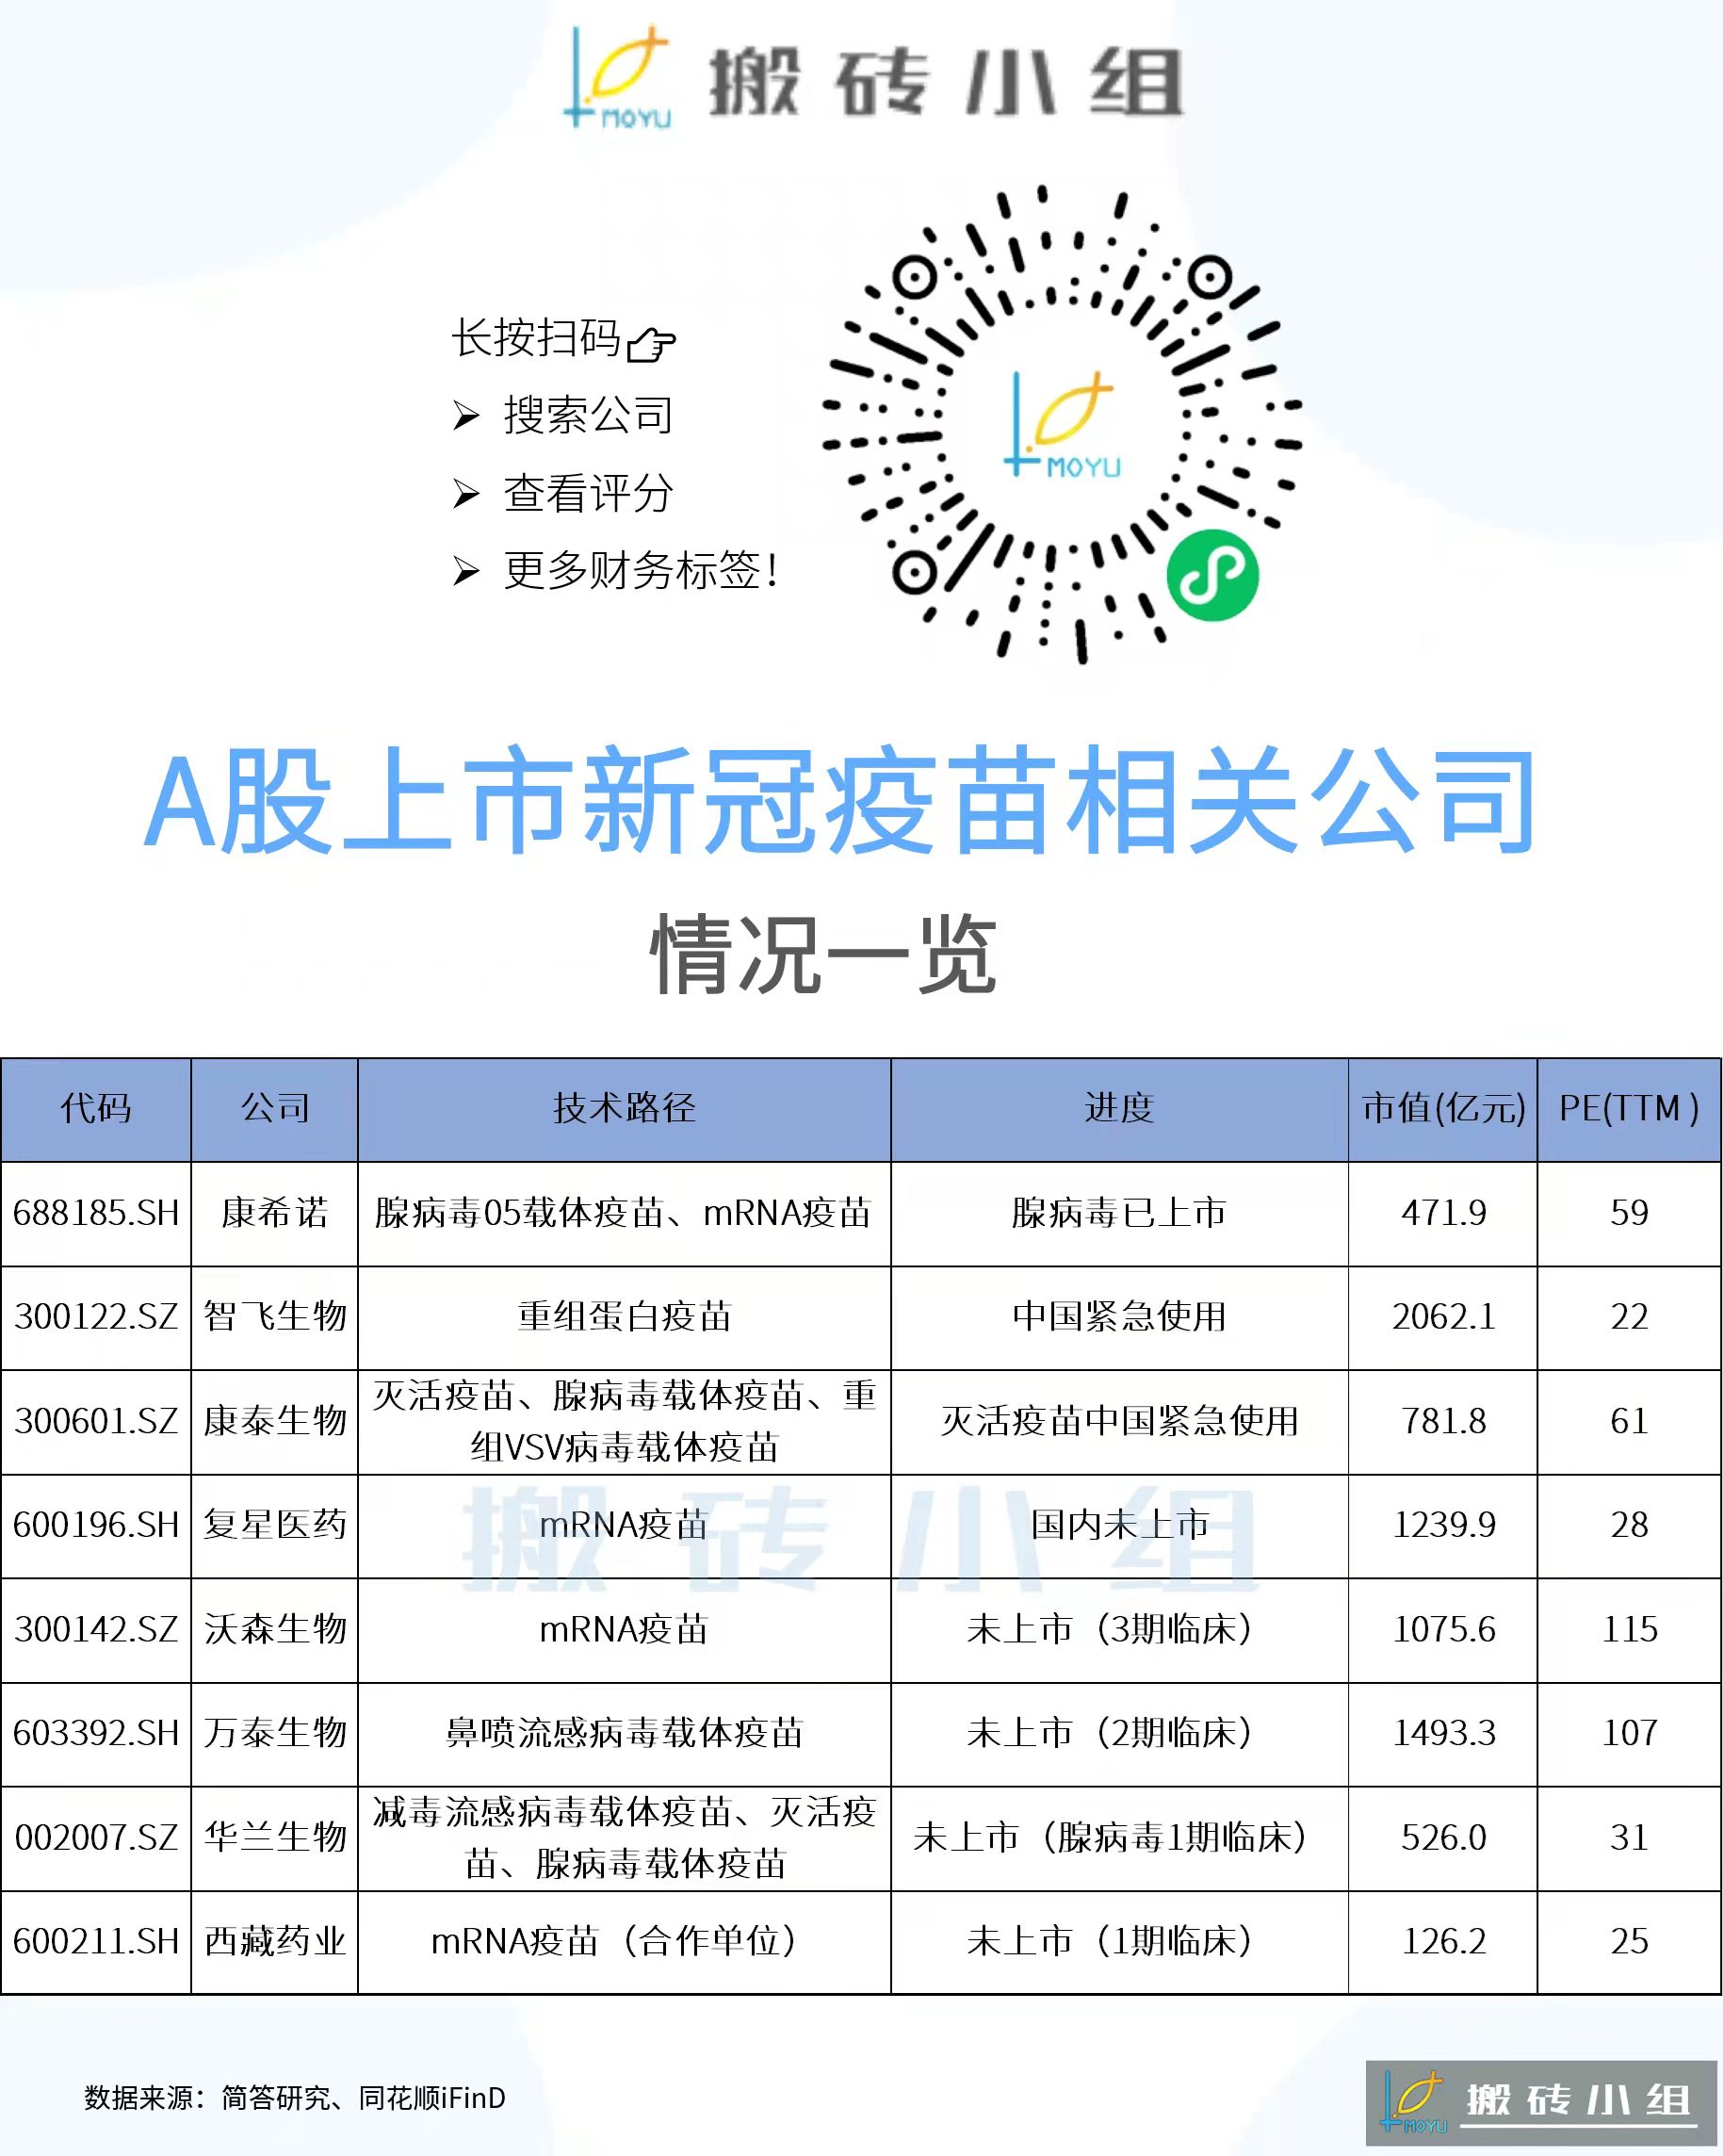 MOYU 搬砖小组
长按扫码
搜索公司
查看评分
更多财务标签！
MOYU
A股上市新冠疫苗相关公司
情况一览
代码 公司 技术路径 进度 市值(亿元) PE(TTM )
688185.SH 康希诺 腺病毒05载体疫苗、mRNA疫苗 腺病毒已上市 471.9 59
300122.SZ 智飞生物 重组蛋白疫苗 中国紧急使用 2062.1 22
300601.SZ 康泰生物 灭活疫苗、腺病毒载体疫苗、重
组VSV病毒载体疫苗 灭活疫苗中国紧急使用 781.8 61
600196.SH 复星医药 mRNA疫苗 国内未上市 1239.9 28
搬砖小组
300142.SZ 沃森生物 mRNA疫苗 未上市（3期临床） 1075.6 115
603392.SH 万泰生物 鼻喷流感病毒载体疫苗 未上市（2期临床） 1493.3 107
002007.SZ 华兰生物 减毒流感病毒载体疫苗、灭活疫
苗、腺病毒载体疫苗 未上市（腺病毒1期临床） 526.0 31
600211.SH 西藏药业 mRNA疫苗（合作单位） 未上市（1期临床） 126.2 25
数据来源：简答研究、同花顺iFinD
MOYU 搬砖小组